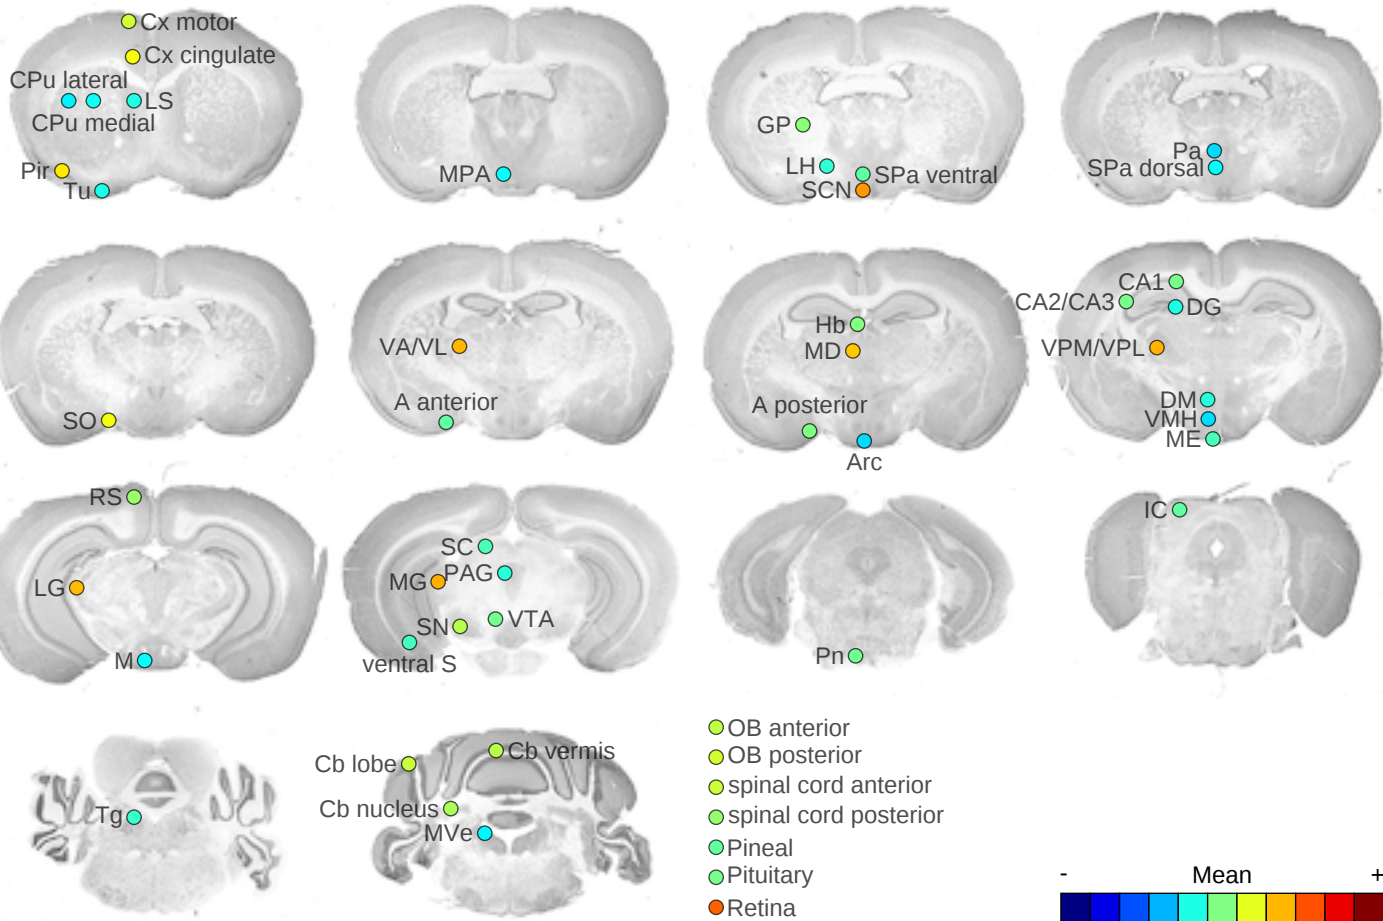 Cx motor
Cx cingulate
CPu lateral
LS
CPu medial
Pir
Tu
MPA
GP
LH
SPa ventral
SCN
Pa
SPa dorsal
SO
VA/VL
A anterior
Hb
MD
A posterior
Arc
CA1
CA2/CA3
DG
VPM/VPL
DM
VMH
ME
RS
LG
M
SC
MG
PAG
SN
VTA
ventral S
Pn
IC
Tg
Cb lobe
Cb vermis
Cb nucleus
MVe
OB anterior
OB posterior
spinal cord anterior
spinal cord posterior
Pineal
Pituitary
Retina
- Mean +